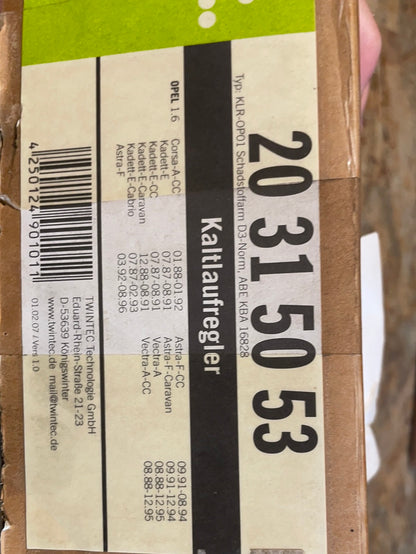 20 31 50 53
Typ: KLR-OP01 Schadstoffarm D3-Norm, ABE KBA 16828
Kaltlaufregler
OPEL 1.6 Corsa-A-CC 01.88-01.92 Astra-F-CC 09.91-08.94
Kadett-E 07.87-08.91 Astra-F-Caravan 09.91-12.94
Kadett-E-CC 07.87-08.91 Vectra-A 08.88-12.95
Kadett-E-Caravan 12.88-08.91 Vectra-A-CC 08.88-12.95
Kadett-E-Cabrio 07.87-02.93
Astra-F 03.92-08.96
4 250124 901011
TWINTEC Technologie GmbH
Eduard-Rhein-Straße 21-23
D-53639 Königswinter
www.twintec.de mail@twintec.de
01.02.07 / Vers 1.0